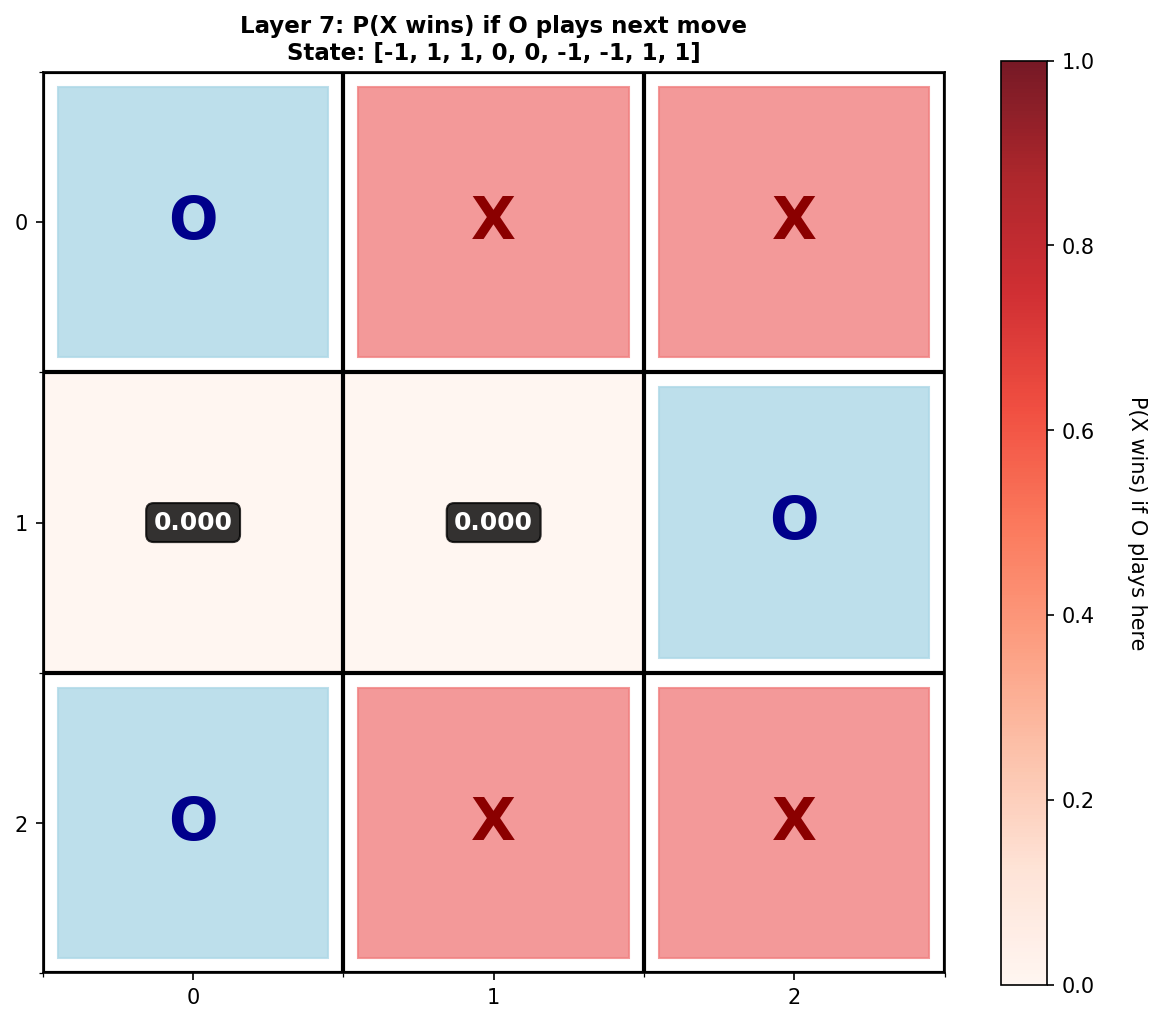 Layer 7: P(X wins) if O plays next move
State: [-1, 1, 1, 0, 0, -1, -1, 1, 1]
O X X
0.000 0.000 O
O X X
0
1
2
0 1 2
1.0
0.8
0.6
0.4
0.2
0.0
P(X wins) if O plays here